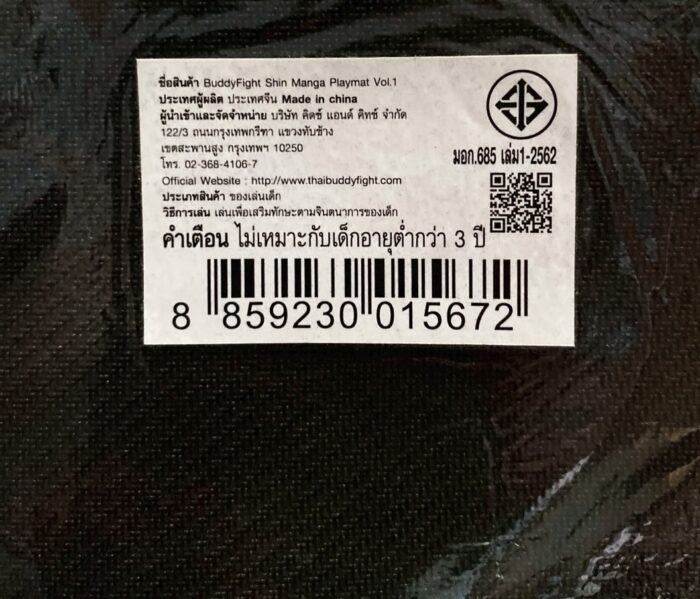 ชื่อสินค้า BuddyFight Shin Manga Playmat Vol.1
ประเทศผู้ผลิต ประเทศจีน Made in china
ผู้นำเข้าและจัดจำหน่าย บริษัท คิดซ์ แอนด์ คิทซ์ จำกัด
122/3 ถนนกรุงเทพกรีฑา แขวงทับช้าง
เขตสะพานสูง กรุงเทพฯ 10250
โทร. 02-368-4106-7
Official Website : http://www.thaibuddyfight.com
ประเภทสินค้า ของเล่นเด็ก
วิธีการเล่น เล่นเพื่อเสริมทักษะตามจินตนาการของเด็ก
คำเตือน ไม่เหมาะกับเด็กอายุต่ำกว่า 3 ปี
มอก.685 เล่ม1-2562
8 859230 015672